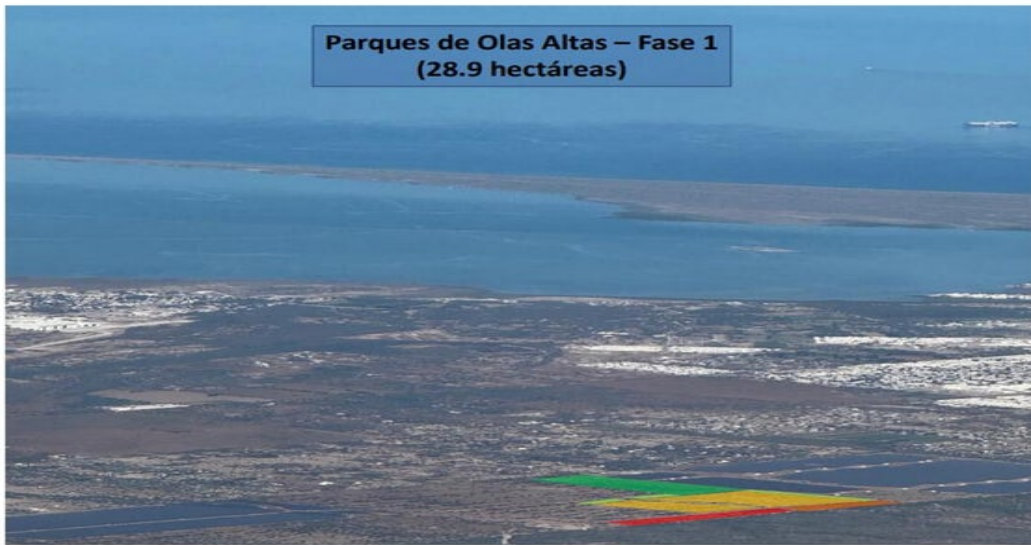 Parques de Olas Altas – Fase 1
(28.9 hectáreas)